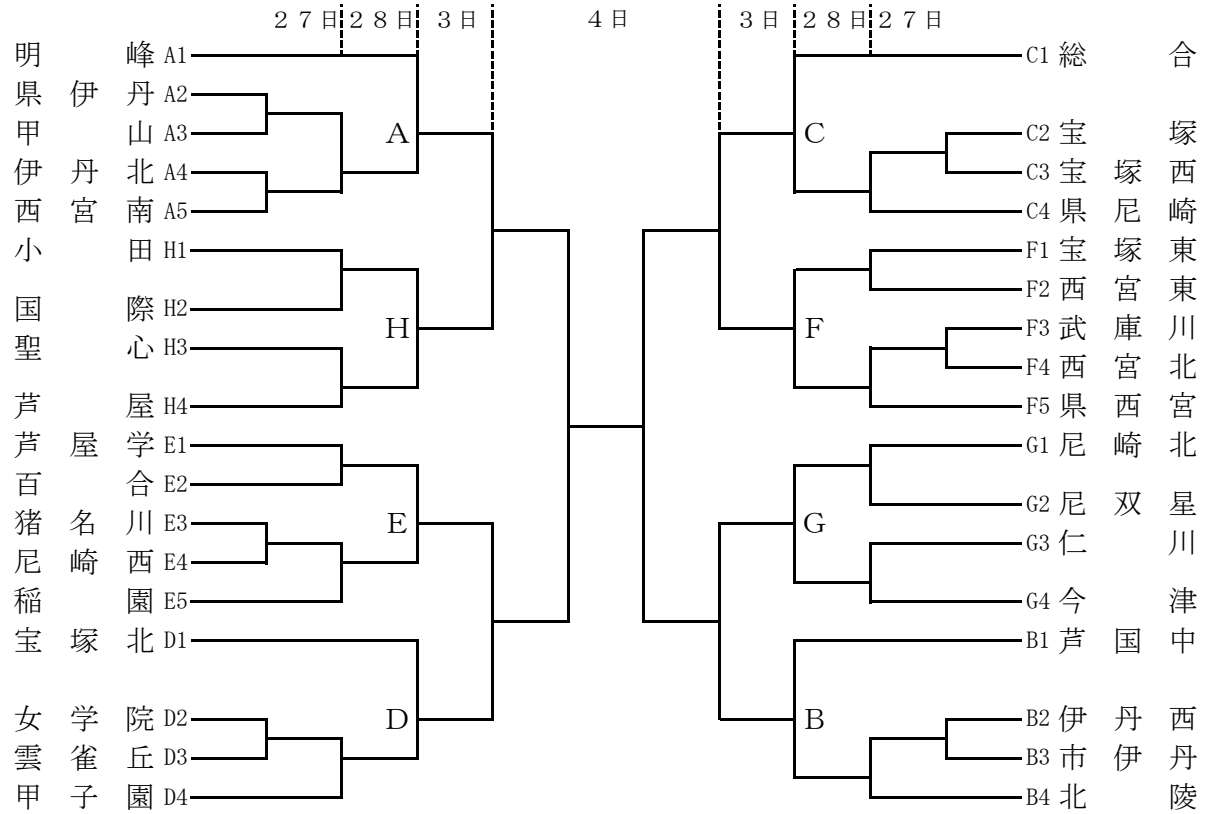 27日 28日 3日 4日 3日 28日 27日
明峰 A1
県伊丹 A2
甲山 A3
A
伊丹北 A4
西宮南 A5
小田 H1
国際 H2
H
聖心 H3
芦屋 H4
芦屋学 E1
百合 E2
猪名川 E3
E
尼崎西 E4
稲園 E5
宝塚北 D1
女学院 D2
D
雲雀丘 D3
甲子園 D4
C1 総合
C
C2 宝塚
C3 宝塚西
C4 県尼崎
F1 宝塚東
F2 西宮東
F
F3 武庫川
F4 西宮北
F5 県西宮
G1 尼崎北
G2 尼双星
G
G3 仁川
G4 今津
B1 芦国中
B
B2 伊丹西
B3 市伊丹
B4 北陵